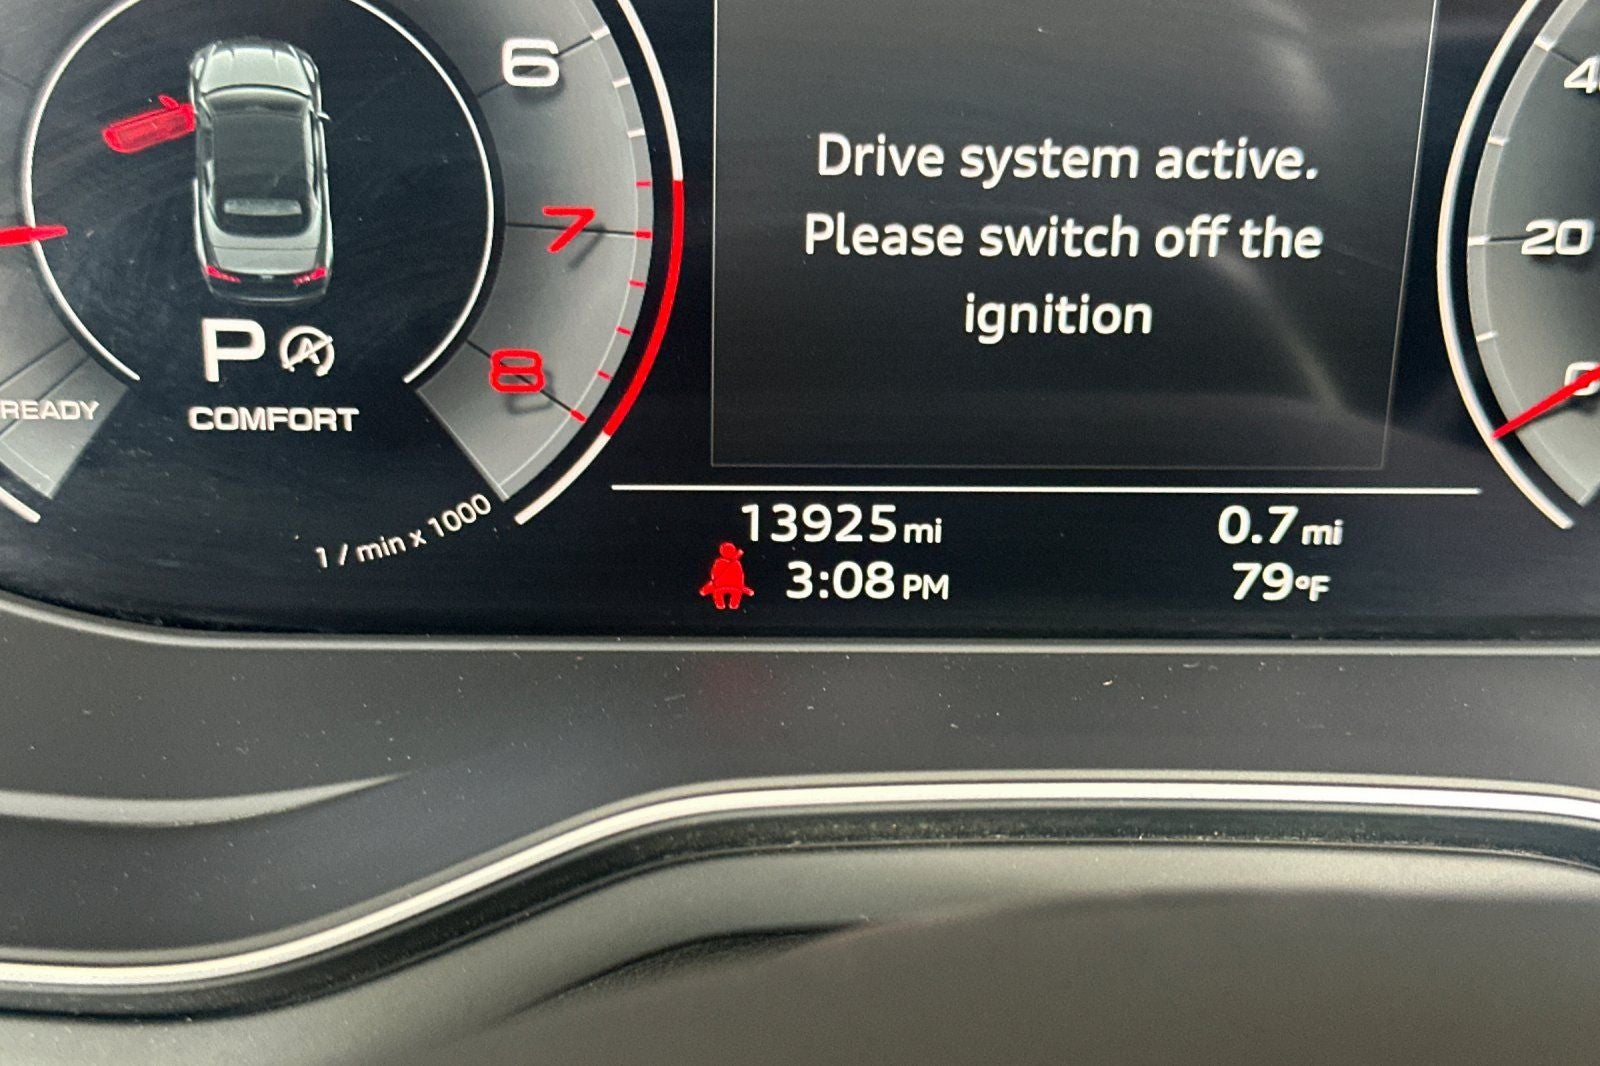 6
7
8
P A
READY
COMFORT
1 / min x 1000
Drive system active.
Please switch off the
ignition
13925 mi
3:08 PM
0.7 mi
79°F
20
0